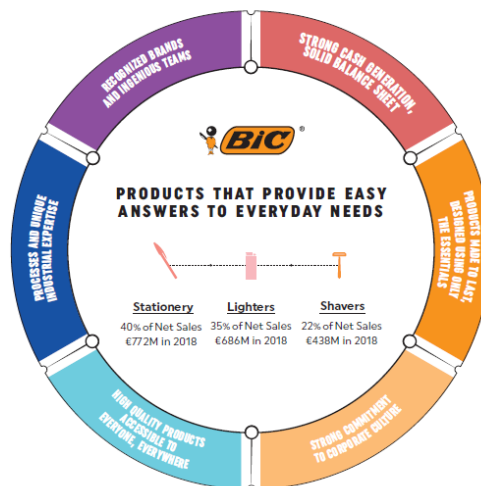 RECOGNIZED BRANDS
AND INGENIOUS TEAMS
STRONG CASH GENERATION,
SOLID BALANCE SHEET
PRODUCTS MADE TO LAST,
DESIGNED USING ONLY
THE ESSENTIALS
STRONG COMMITMENT
TO CORPORATE CULTURE
HIGH QUALITY PRODUCTS
ACCESSIBLE TO
EVERYONE, EVERYWHERE
PROCESSES AND UNIQUE
INDUSTRIAL EXPERTISE
BiC ®
PRODUCTS THAT PROVIDE EASY
ANSWERS TO EVERYDAY NEEDS
Stationery Lighters Shavers
40% of Net Sales 35% of Net Sales 22% of Net Sales
€772M in 2018 €686M in 2018 €438M in 2018